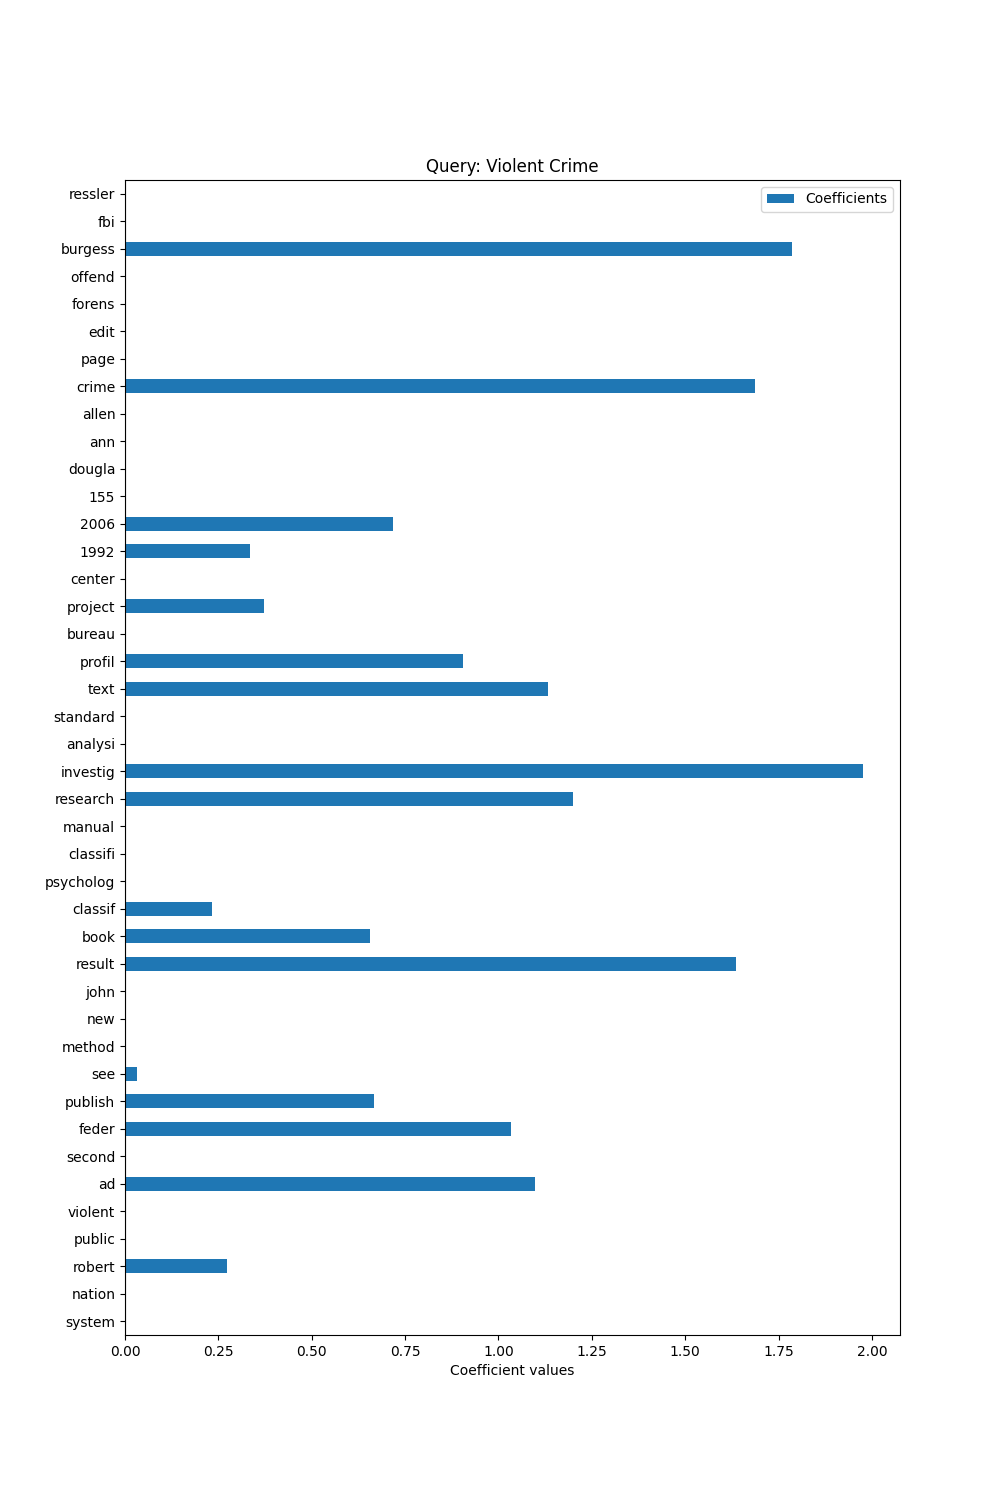 Query: Violent Crime
Coefficients
ressler
fbi
burgess
offend
forens
edit
page
crime
allen
ann
dougla
155
2006
1992
center
project
bureau
profil
text
standard
analysi
investig
research
manual
classifi
psycholog
classif
book
result
john
new
method
see
publish
feder
second
ad
violent
public
robert
nation
system
0.00 0.25 0.50 0.75 1.00 1.25 1.50 1.75 2.00
Coefficient values